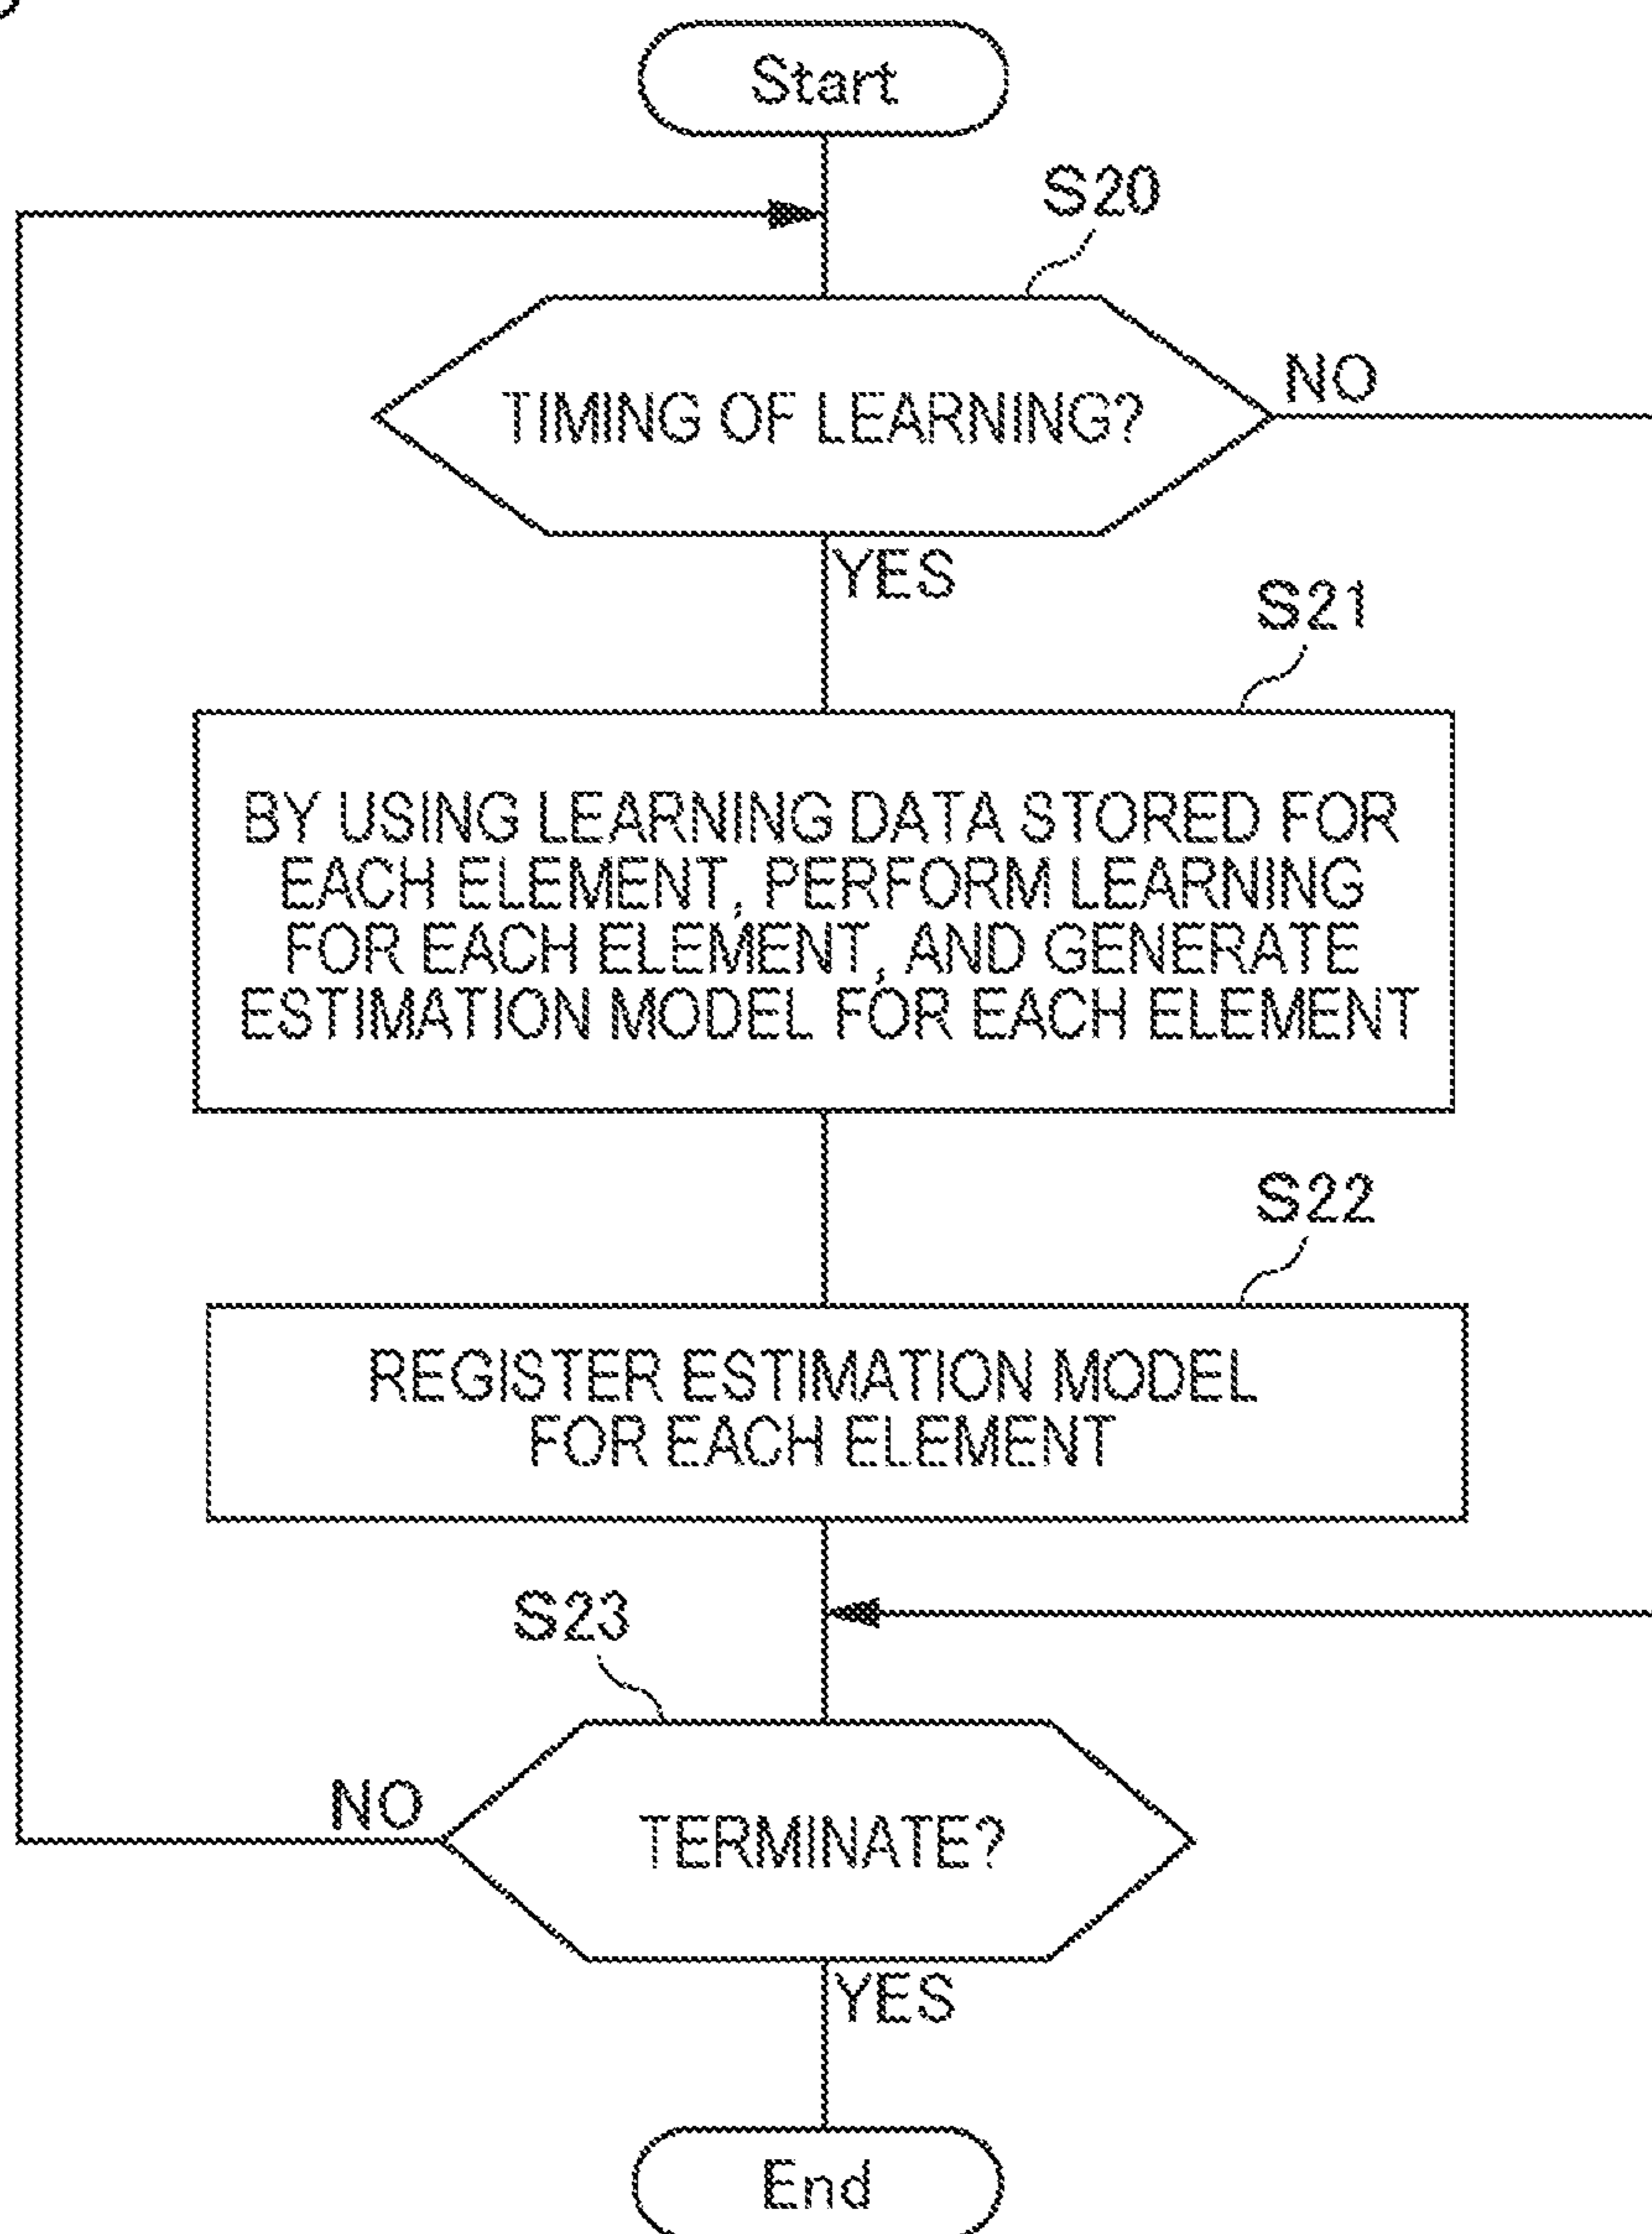 Start
S20
TIMING OF LEARNING?
NO
YES
S21
BY USING LEARNING DATA STORED FOR
EACH ELEMENT, PERFORM LEARNING
FOR EACH ELEMENT, AND GENERATE
ESTIMATION MODEL FOR EACH ELEMENT
S22
REGISTER ESTIMATION MODEL
FOR EACH ELEMENT
S23
NO
TERMINATE?
YES
End